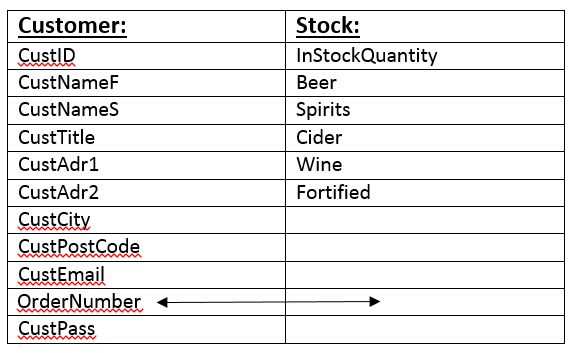 Customer: Stock:
CustID InStockQuantity
CustNameF Beer
CustNameS Spirits
CustTitle Cider
CustAdr1 Wine
CustAdr2 Fortified
CustCity
CustPostCode
CustEmail
OrderNumber
CustPass